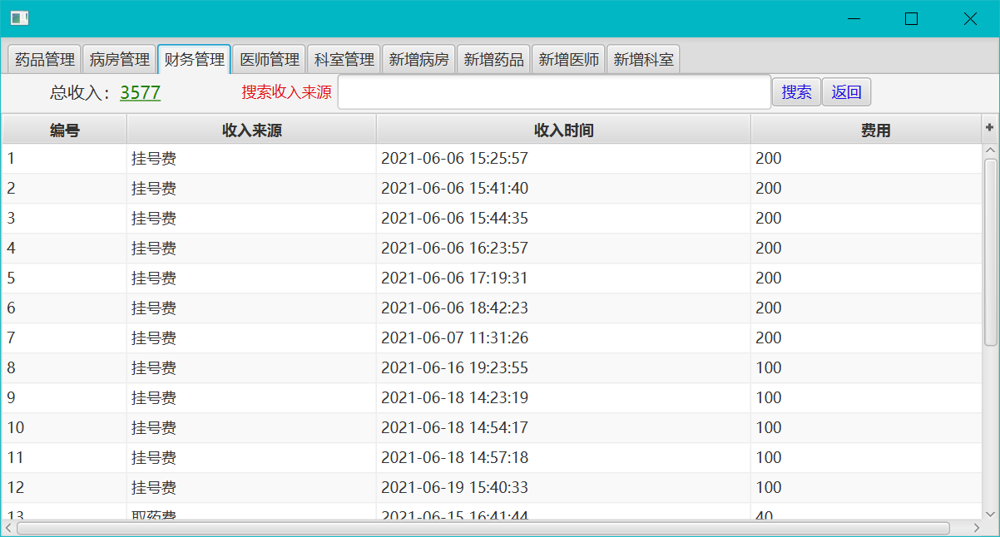 药品管理 病房管理 财务管理 医师管理 科室管理 新增病房 新增药品 新增医师 新增科室
总收入： 3577 搜索收入来源 搜索 返回
编号 收入来源 收入时间 费用 +
1 挂号费 2021-06-06 15:25:57 200
2 挂号费 2021-06-06 15:41:40 200
3 挂号费 2021-06-06 15:44:35 200
4 挂号费 2021-06-06 16:23:57 200
5 挂号费 2021-06-06 17:19:31 200
6 挂号费 2021-06-06 18:42:23 200
7 挂号费 2021-06-07 11:31:26 200
8 挂号费 2021-06-16 19:23:55 100
9 挂号费 2021-06-18 14:23:19 100
10 挂号费 2021-06-18 14:54:17 100
11 挂号费 2021-06-18 14:57:18 100
12 挂号费 2021-06-19 15:40:33 100
13 取药费 2021-06-15 16:41:44 40